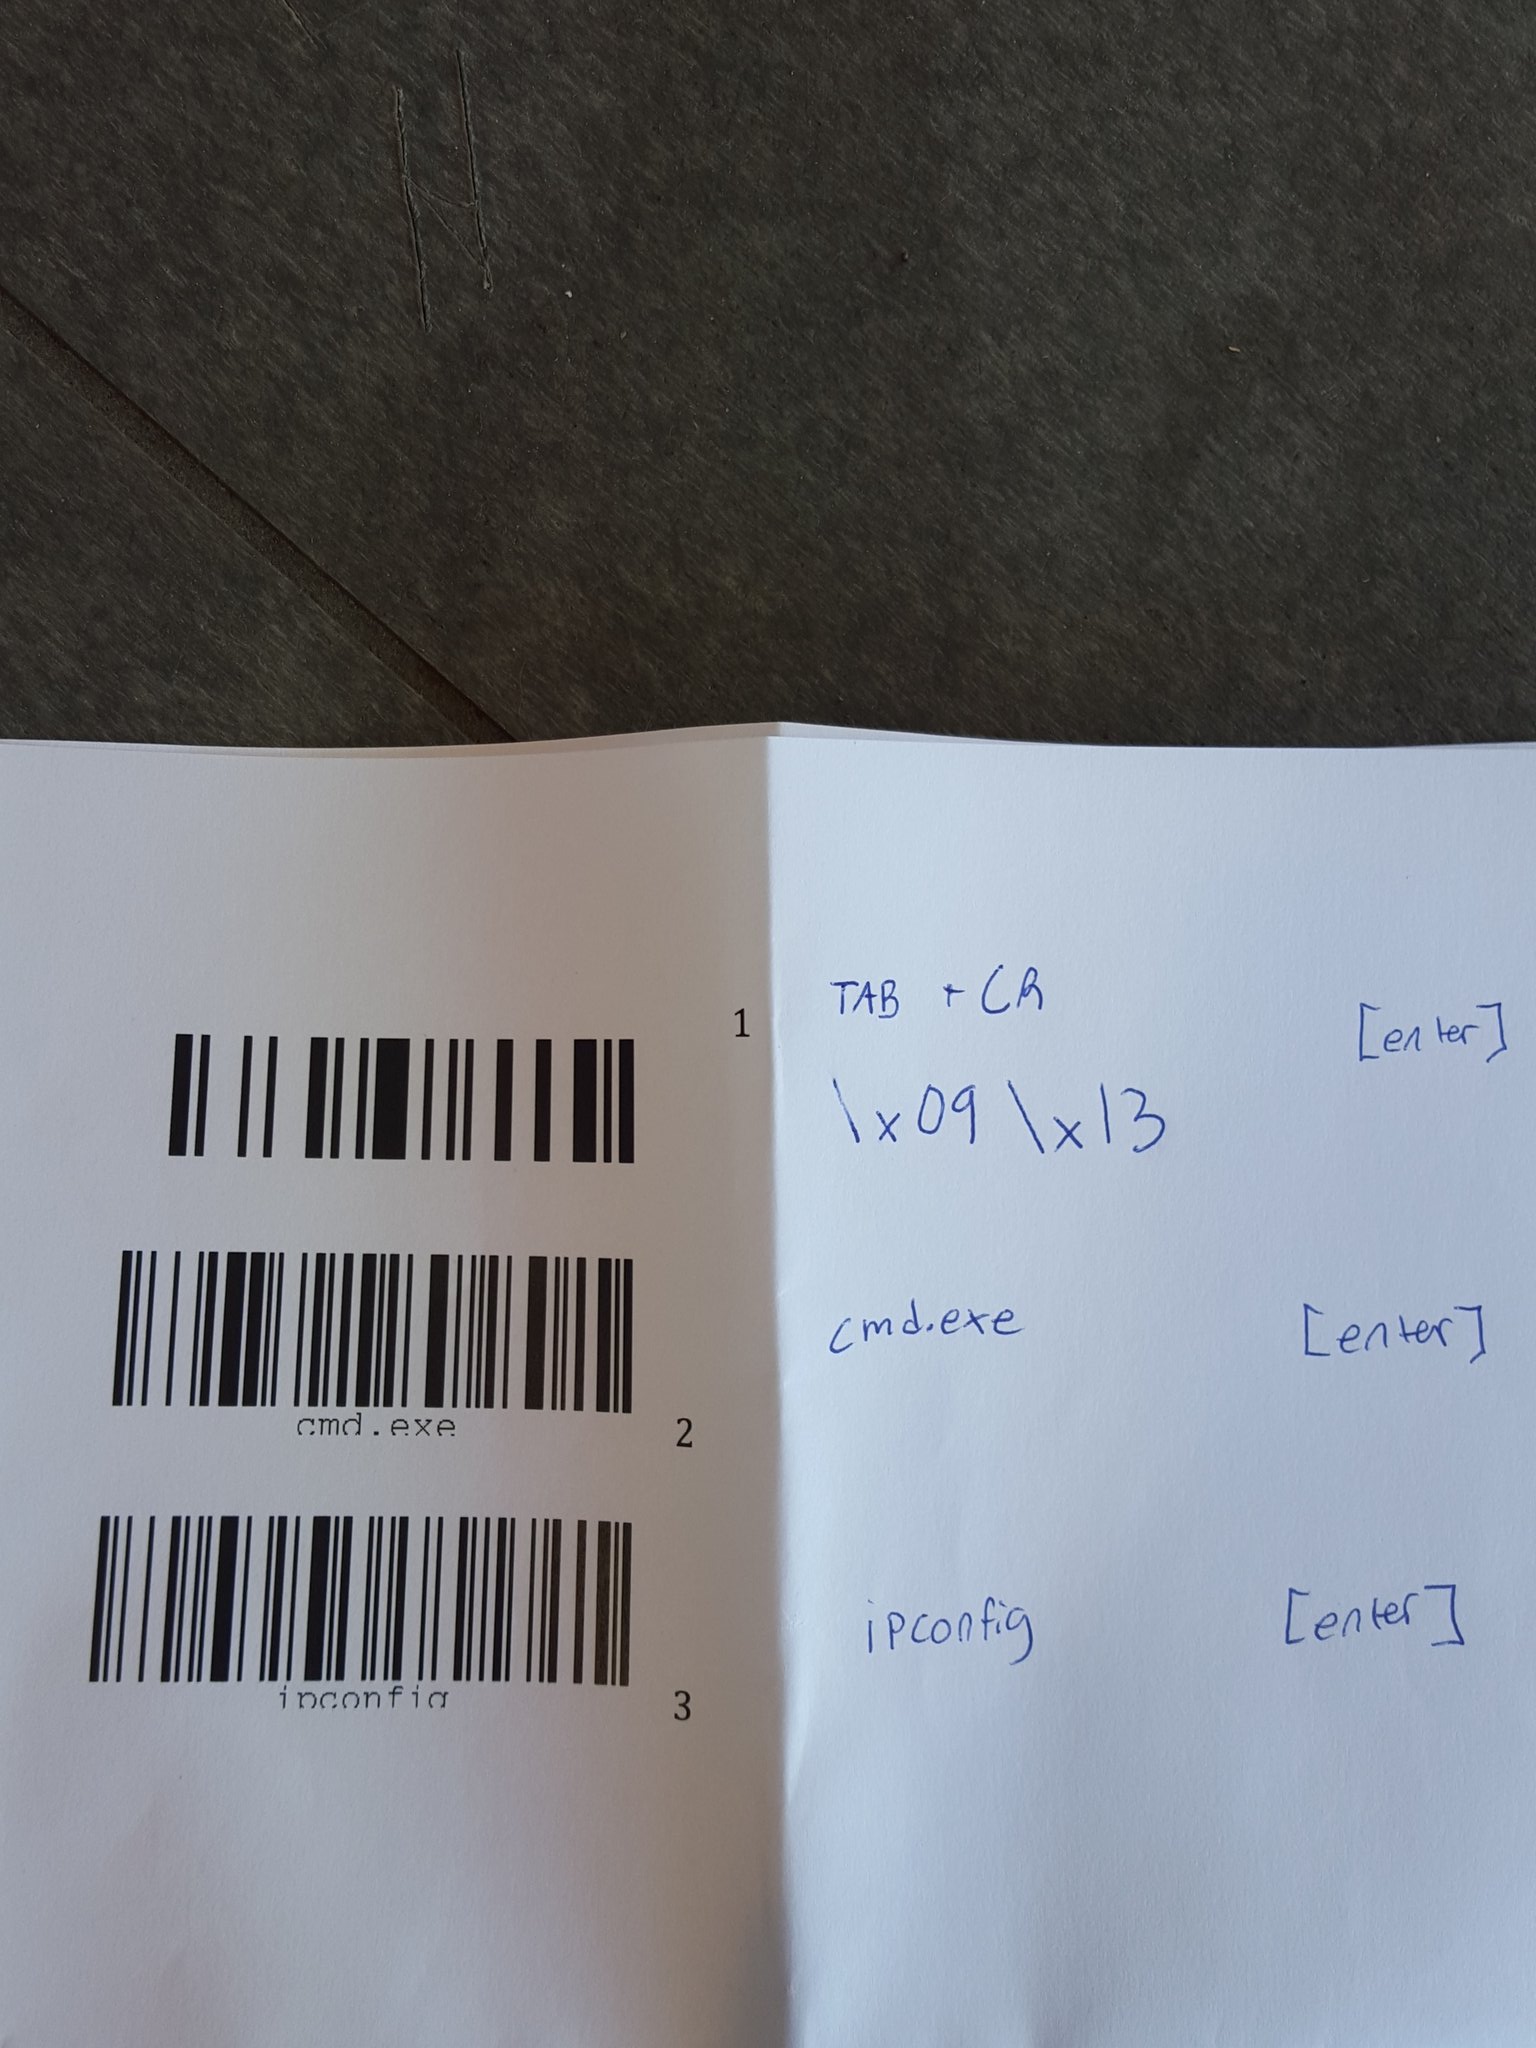 1
TAB + CR [enter]
\x09 \x13
cmd.exe [enter]
cmd.exe
2
ipconfig [enter]
ipconfig
3